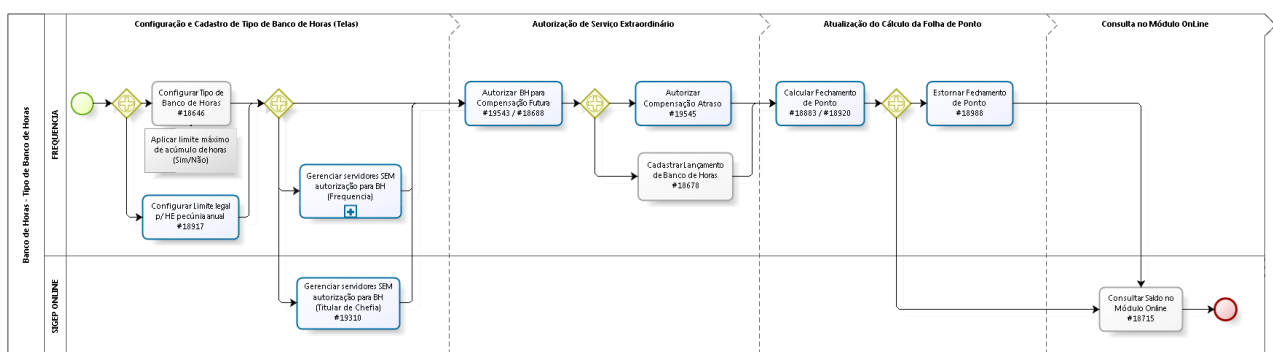 Banco de Horas - Tipo de Banco de Horas
Configuração e Cadastro de Tipo de Banco de Horas (Telas)
Autorização de Serviço Extraordinário
Atualização do Cálculo da Folha de Ponto
Consulta no Módulo OnLine
FREQUENCIA
Configurar Tipo de
Banco de Horas
#18646
Aplicar limite máximo
de acúmulo de horas
(Sim/Não)
Configurar Limite legal
p/ HE pecúnia anual
#18917
Gerenciar servidores SEM
autorização para BH
(Frequencia)
Autorizar BH para
Compensação Futura
#19543 / #18688
Autorizar
Compensação Atraso
#19545
Cadastrar Lançamento
de Banco de Horas
#18678
Calcular Fechamento
de Ponto
#18883 / #18920
Estornar Fechamento
de Ponto
#18988
SIGEP ONLINE
Gerenciar servidores SEM
autorização para BH
(Titular de Chefia)
#19310
Consultar Saldo no
Módulo Online
#18715